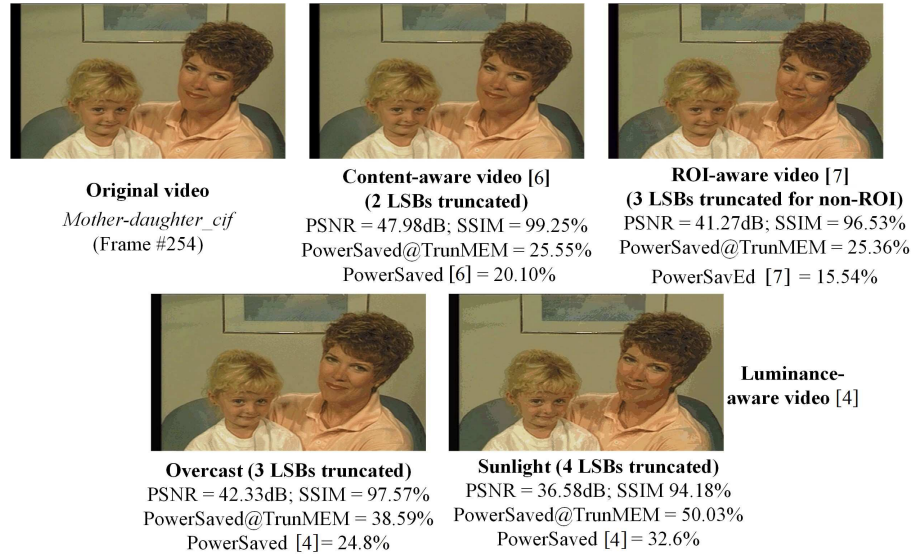 Original video
Mother-daughter_cif
(Frame #254)
Content-aware video [6]
(2 LSBs truncated)
PSNR = 47.98dB; SSIM = 99.25%
PowerSaved@TrunMEM = 25.55%
PowerSaved [6] = 20.10%
ROI-aware video [7]
(3 LSBs truncated for non-ROI)
PSNR = 41.27dB; SSIM = 96.53%
PowerSaved@TrunMEM = 25.36%
PowerSavEd [7] = 15.54%
Overcast (3 LSBs truncated)
PSNR = 42.33dB; SSIM = 97.57%
PowerSaved@TrunMEM = 38.59%
PowerSaved [4]= 24.8%
Sunlight (4 LSBs truncated)
PSNR = 36.58dB; SSIM 94.18%
PowerSaved@TrunMEM = 50.03%
PowerSaved [4] = 32.6%
Luminance-
aware video [4]